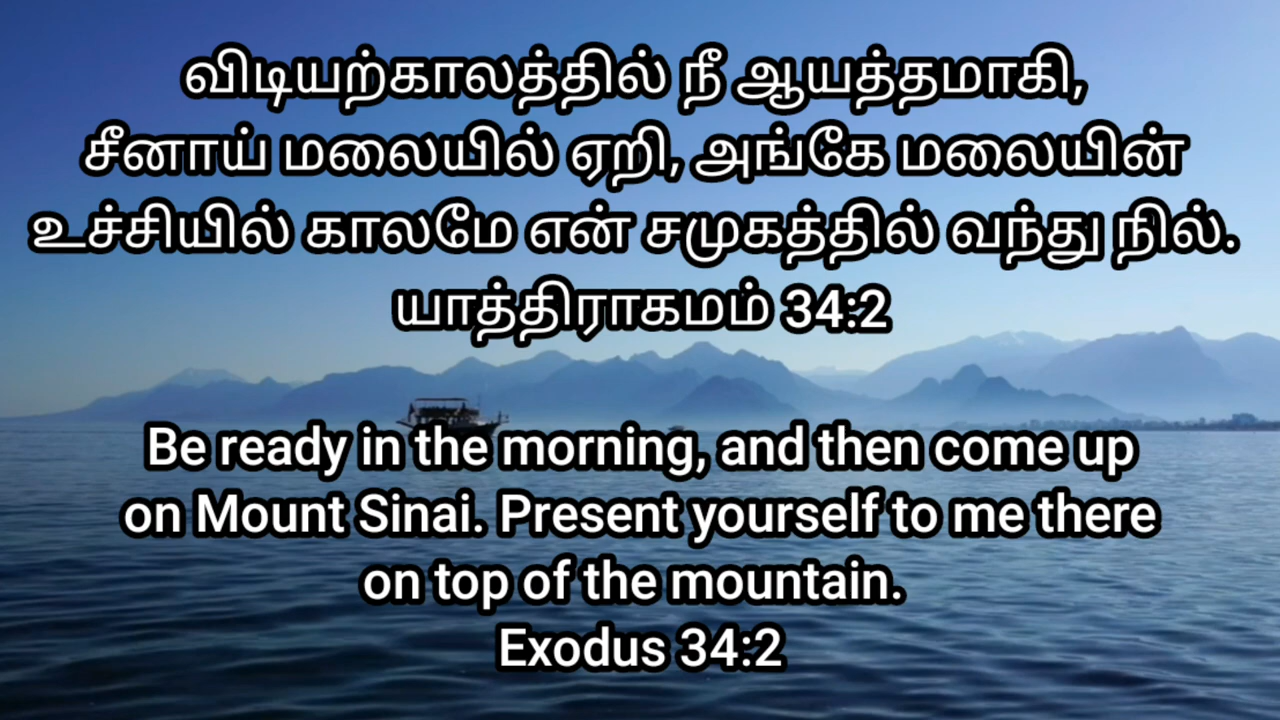 விடியற்காலத்தில் நீ ஆயத்தமாகி,
சீனாய் மலையில் ஏறி, அங்கே மலையின்
உச்சியில் காலமே என் சமுகத்தில் வந்து நில்.
யாத்திராகமம் 34:2
Be ready in the morning, and then come up
on Mount Sinai. Present yourself to me there
on top of the mountain.
Exodus 34:2